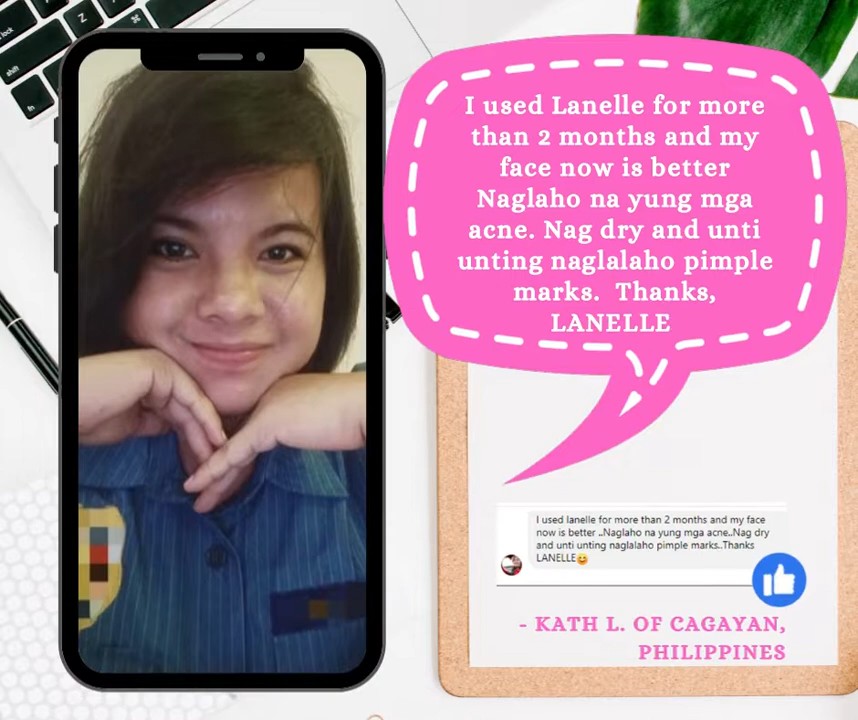 I used Lanelle for more
than 2 months and my
face now is better
Naglaho na yung mga
acne. Nag dry and unti
unting naglalaho pimple
marks. Thanks,
LANELLE
I used lanelle for more than 2 months and my face
now is better ..Naglaho na yung mga acne..Nag dry
and unti unting naglalaho pimple marks..Thanks
LANELLE😊
- KATH L. OF CAGAYAN,
PHILIPPINES
shift
fn
Z
⌘